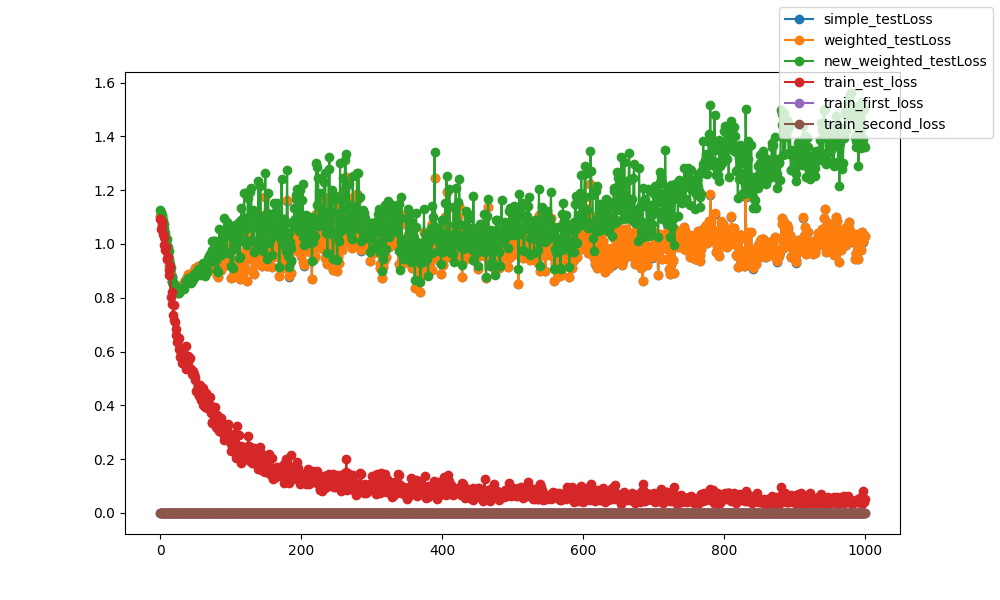 simple_testLoss
weighted_testLoss
new_weighted_testLoss
train_est_loss
train_first_loss
train_second_loss
1.6
1.4
1.2
1.0
0.8
0.6
0.4
0.2
0.0
0 200 400 600 800 1000